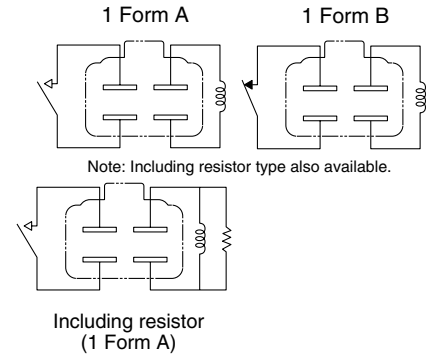 1 Form A
1 Form B
Note: Including resistor type also available.
Including resistor
(1 Form A)